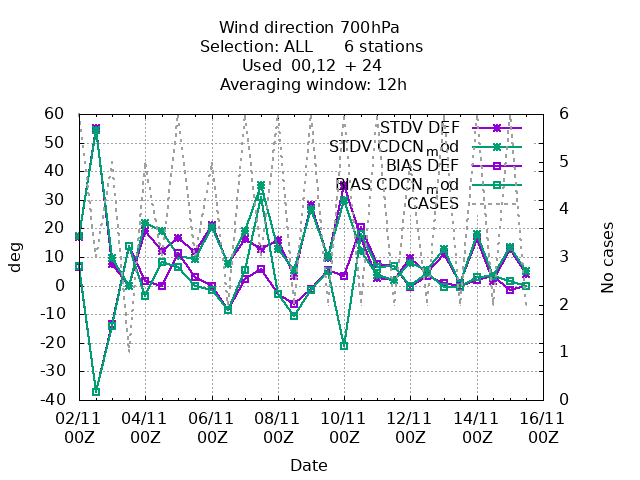 Wind direction 700hPa
Selection: ALL 6 stations
Used 00,12 + 24
Averaging window: 12h
60 6
STDV DEF
50
STDV CDCN_mod
5
BIAS DEF
40
BIAS CDCN_mod
30
CASES
4
20
10 3
0
-10 2
-20
1
-30
-40 0
deg
No cases
02/11 04/11 06/11 08/11 10/11 12/11 14/11 16/11
00Z 00Z 00Z 00Z 00Z 00Z 00Z 00Z
Date